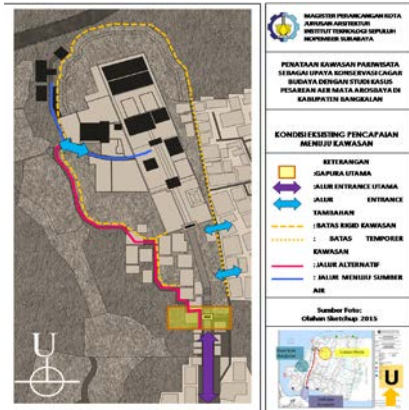 U
MAGISTER PERANCANGAN KOTA
JURUSAN ARSITEKTUR
INSTITUT TEKNOLOGI SEPULUH
NOPEMBER SURABAYA
PENATAAN KAWASAN PARIWISATA
SEBAGAI UPAYA KONSERVASI CAGAR
BUDAYA DENGAN STUDI KASUS
PESAREAN AER MATA AROSBAYA DI
KABUPATEN BANGKALAN
KONDISI EKSISTING PENCAPAIAN
MENUJU KAWASAN
KETERANGAN
:GAPURA UTAMA
:ALUR ENTRANCE UTAMA
:JALUR ENTRANCE
TAMBAHAN
: BATAS RIGID KAWASAN
: BATAS TEMPORER
KAWASAN
: JALUR ALTERNATIF
: JALUR MENUJU SUMBER
AIR
Sumber Foto:
Olahan Sketchup 2015
U